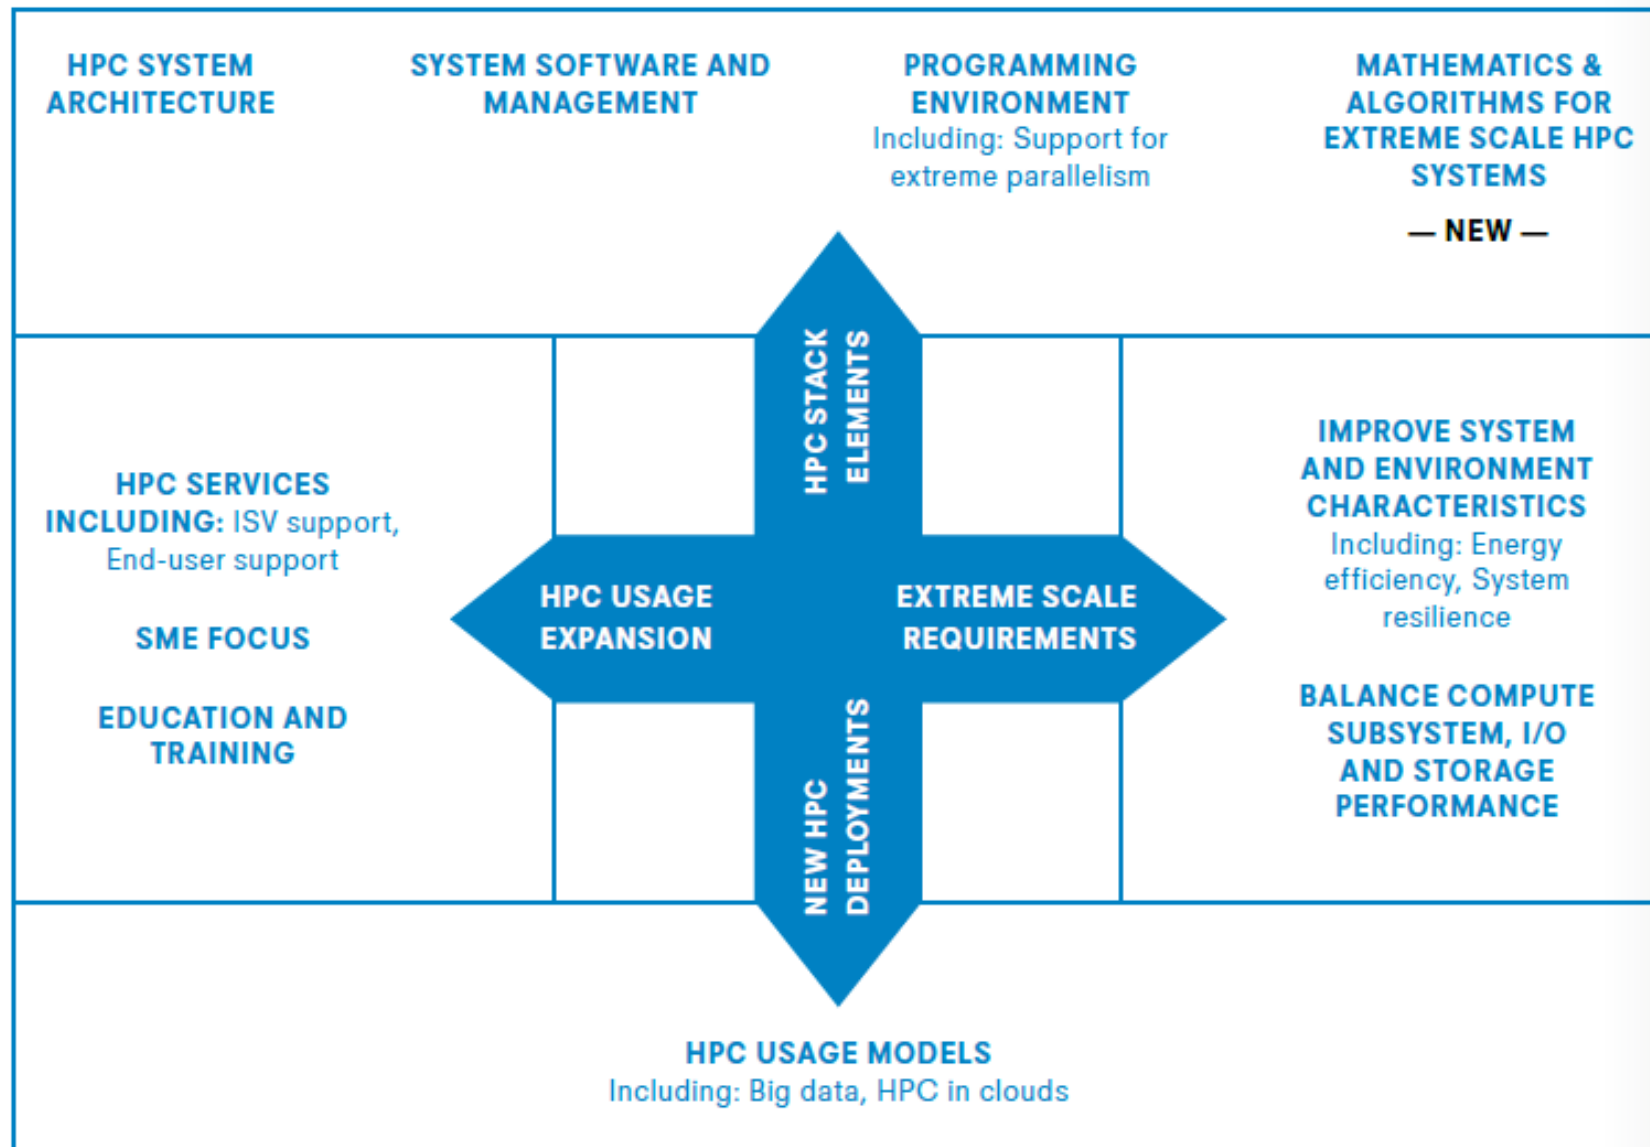 HPC SYSTEM
ARCHITECTURE
SYSTEM SOFTWARE AND
MANAGEMENT
PROGRAMMING
ENVIRONMENT
Including: Support for
extreme parallelism
MATHEMATICS &
ALGORITHMS FOR
EXTREME SCALE HPC
SYSTEMS
— NEW —
HPC STACK
ELEMENTS
HPC SERVICES
INCLUDING: ISV support,
End-user support
SME FOCUS
EDUCATION AND
TRAINING
HPC USAGE
EXPANSION
EXTREME SCALE
REQUIREMENTS
IMPROVE SYSTEM
AND ENVIRONMENT
CHARACTERISTICS
Including: Energy
efficiency, System
resilience
BALANCE COMPUTE
SUBSYSTEM, I/O
AND STORAGE
PERFORMANCE
NEW HPC
DEPLOYMENTS
HPC USAGE MODELS
Including: Big data, HPC in clouds